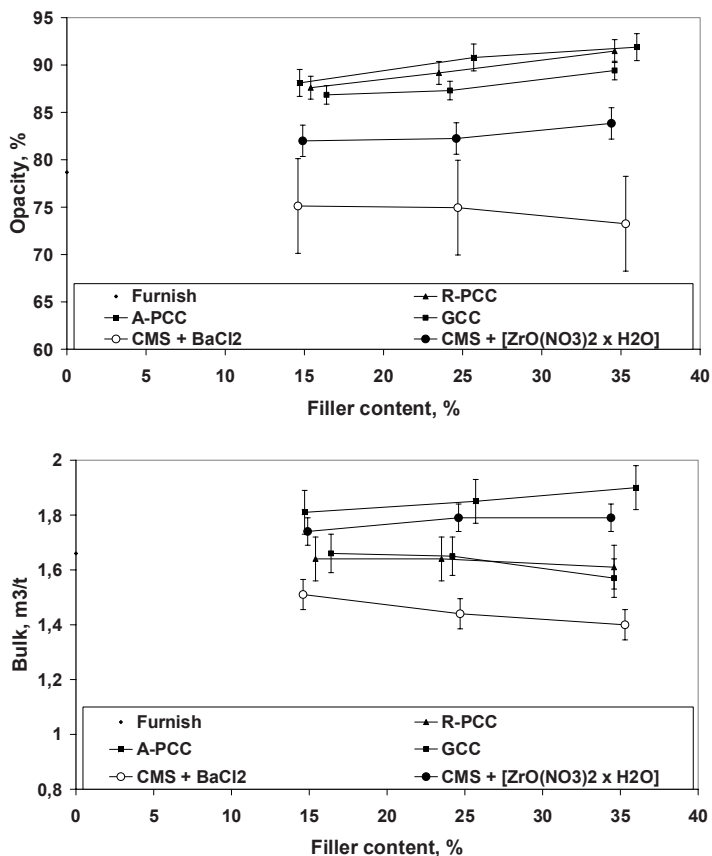 95
90
85
80
75
70
65
60
Opacity, %
Furnish
R-PCC
A-PCC
GCC
CMS + BaCl2
CMS + [ZrO(NO3)2 x H2O]
0 5 10 15 20 25 30 35 40
Filler content, %
2
1,8
1,6
1,4
1,2
1
0,8
Bulk, m3/t
Furnish
R-PCC
A-PCC
GCC
CMS + BaCl2
CMS + [ZrO(NO3)2 x H2O]
0 5 10 15 20 25 30 35 40
Filler content, %